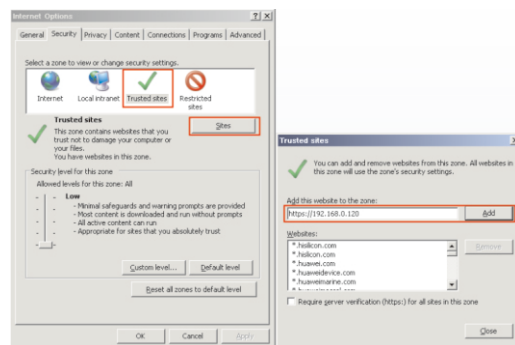 Internet Options
General Security Privacy Content Connections Programs Advanced
Select a zone to view or change security settings.
Internet
Local intranet
Trusted sites
Restricted
sites
Trusted sites
This zone contains websites that you
trust not to damage your computer or
your files.
You have websites in this zone.
Sites
Security level for this zone
Allowed levels for this zone: All
Low
- Minimal safeguards and warning prompts are provided
- Most content is downloaded and run without prompts
- All active content can run
- Appropriate for sites that you absolutely trust
Custom level... Default level
Reset all zones to default level
OK Cancel Apply
Trusted sites
You can add and remove websites from this zone. All websites in
this zone will use the zone's security settings.
Add this website to the zone:
https://192.168.0.120 Add
Websites:
*.hisilicon.com
*.hslicon.com
*.huawei.com
*.huaweidevice.com
*.huaweimarine.com
Remove
Require server verification (https:) for all sites in this zone
Close